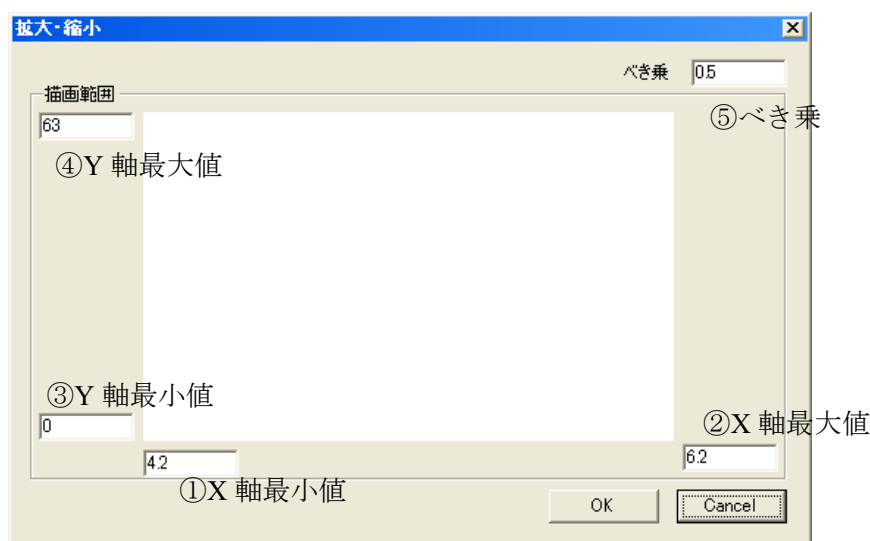 拡大・縮小
べき乗 0.5
⑤べき乗
描画範囲
63
④Y 軸最大値
③Y 軸最小値
0
②X 軸最大値
4.2
6.2
①X 軸最小値
OK Cancel